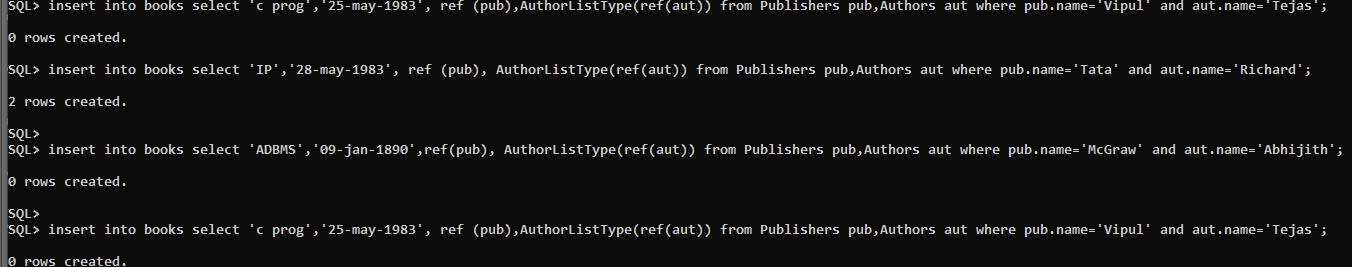 SQL> insert into books select 'c prog','25-may-1983', ref (pub),AuthorListType(ref(aut)) from Publishers pub,Authors aut where pub.name='Vipul' and aut.name='Tejas';
0 rows created.
SQL> insert into books select 'IP','28-may-1983', ref (pub), AuthorListType(ref(aut)) from Publishers pub,Authors aut where pub.name='Tata' and aut.name='Richard';
2 rows created.
SQL>
SQL> insert into books select 'ADBMS','09-jan-1890',ref(pub), AuthorListType(ref(aut)) from Publishers pub,Authors aut where pub.name='McGraw' and aut.name='Abhijith';
0 rows created.
SQL>
SQL> insert into books select 'c prog','25-may-1983', ref (pub),AuthorListType(ref(aut)) from Publishers pub,Authors aut where pub.name='Vipul' and aut.name='Tejas';
0 rows created.